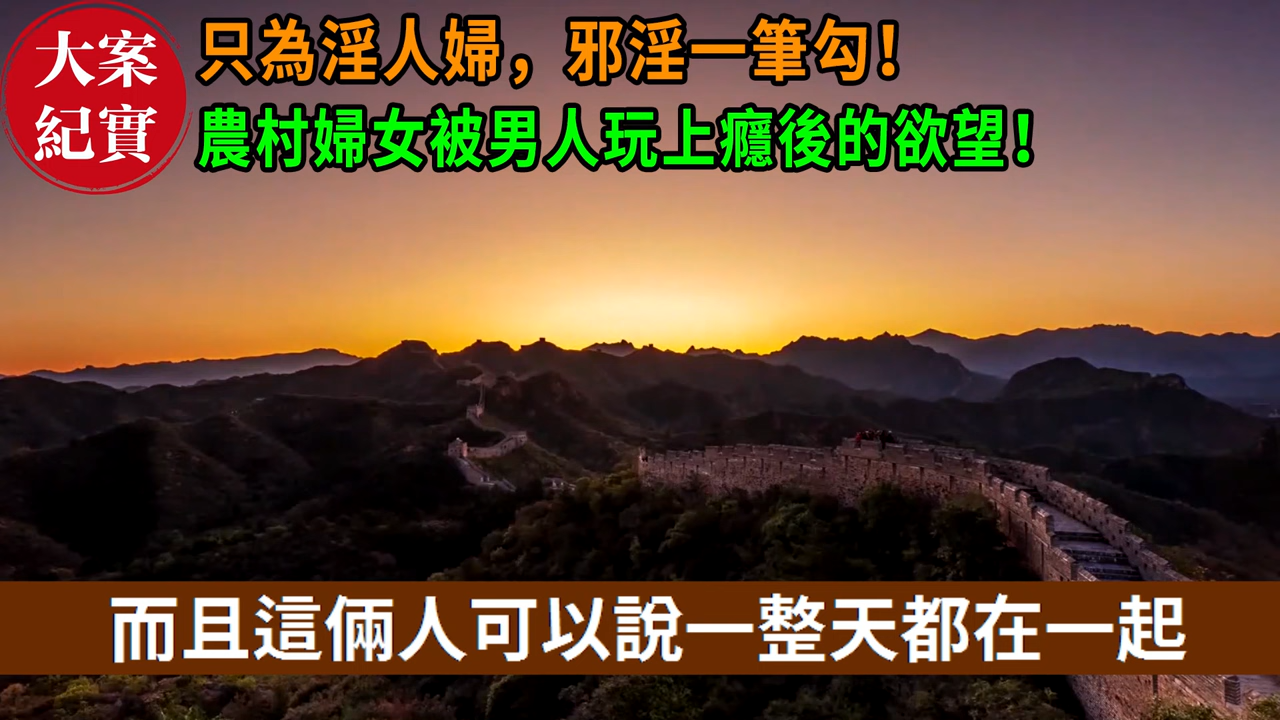 大案
紀實
只為淫人婦，邪淫一筆勾！
農村婦女被男人玩上癮後的欲望！
而且這倆人可以說一整天都在一起